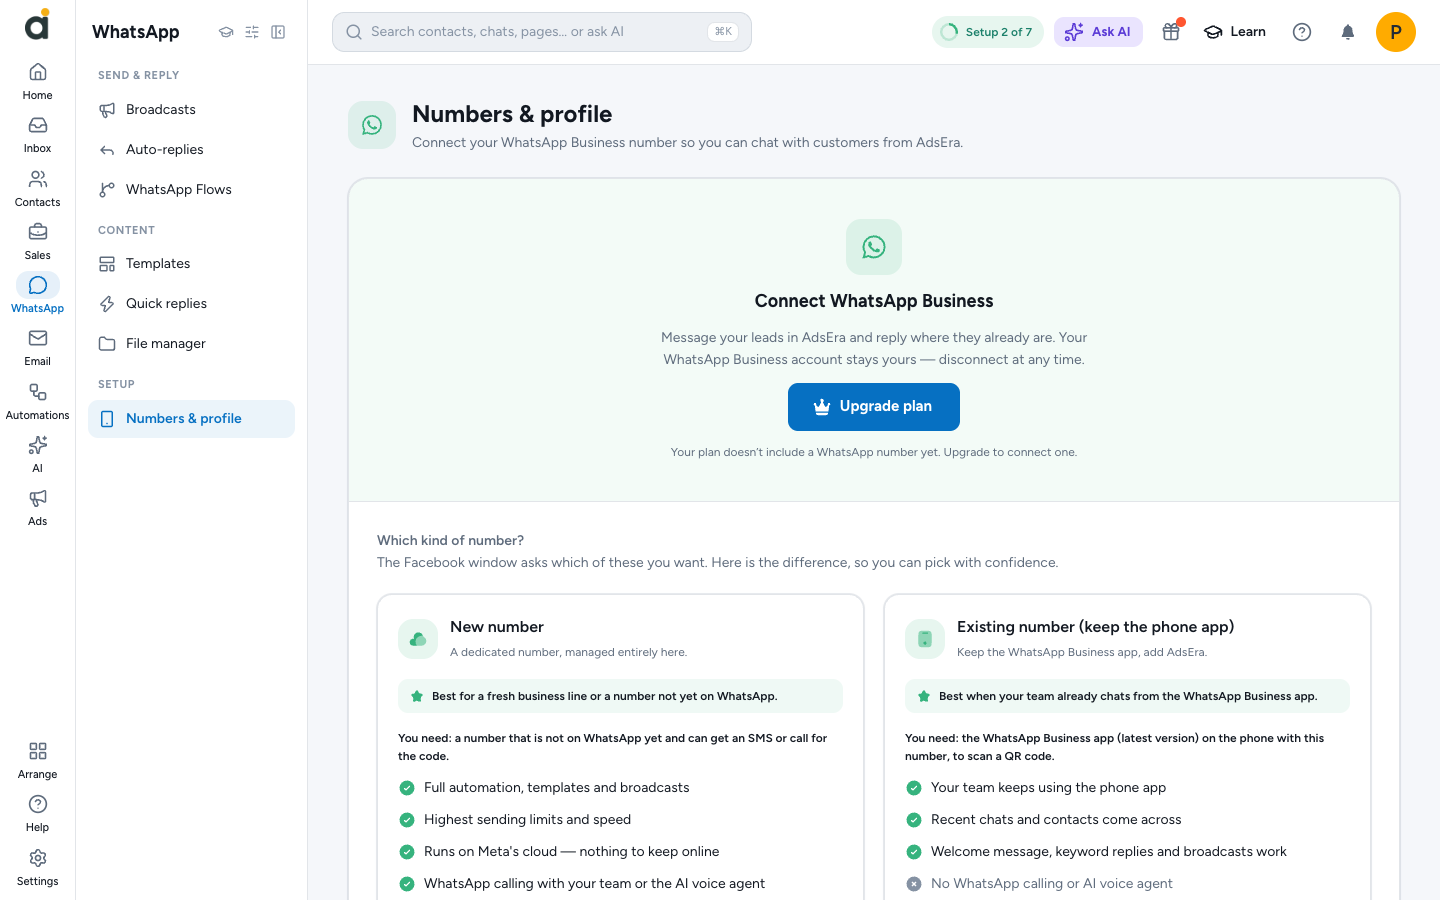 WhatsApp
Search contacts, chats, pages... or ask AI
⌘K
Setup 2 of 7
Ask AI
Learn
P
Home
Inbox
Contacts
Sales
WhatsApp
Email
Automations
AI
Ads
Arrange
Help
Settings
SEND & REPLY
Broadcasts
Auto-replies
WhatsApp Flows
CONTENT
Templates
Quick replies
File manager
SETUP
Numbers & profile
Numbers & profile
Connect your WhatsApp Business number so you can chat with customers from AdsEra.
Connect WhatsApp Business
Message your leads in AdsEra and reply where they already are. Your
WhatsApp Business account stays yours — disconnect at any time.
Upgrade plan
Your plan doesn't include a WhatsApp number yet. Upgrade to connect one.
Which kind of number?
The Facebook window asks which of these you want. Here is the difference, so you can pick with confidence.
New number
A dedicated number, managed entirely here.
Best for a fresh business line or a number not yet on WhatsApp.
You need: a number that is not on WhatsApp yet and can get an SMS or call for
the code.
Full automation, templates and broadcasts
Highest sending limits and speed
Runs on Meta's cloud — nothing to keep online
WhatsApp calling with your team or the AI voice agent
Existing number (keep the phone app)
Keep the WhatsApp Business app, add AdsEra.
Best when your team already chats from the WhatsApp Business app.
You need: the WhatsApp Business app (latest version) on the phone with this
number, to scan a QR code.
Your team keeps using the phone app
Recent chats and contacts come across
Welcome message, keyword replies and broadcasts work
No WhatsApp calling or AI voice agent